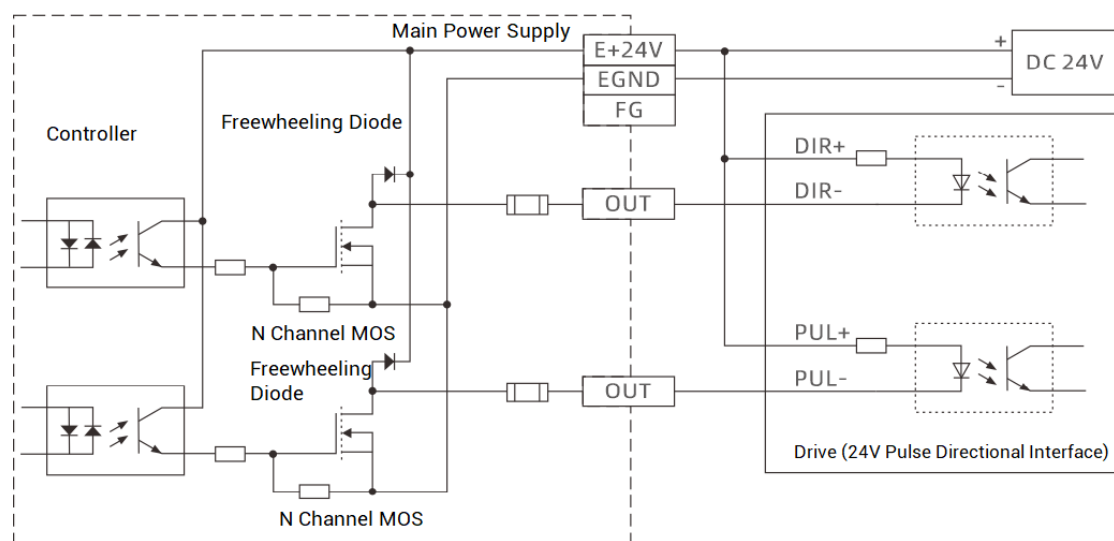 Main Power Supply
E+24V
EGND
FG
+
-
DC 24V
Controller
Freewheeling Diode
DIR+
DIR-
OUT
N Channel MOS
Freewheeling
Diode
PUL+
PUL-
OUT
Drive (24V Pulse Directional Interface)
N Channel MOS